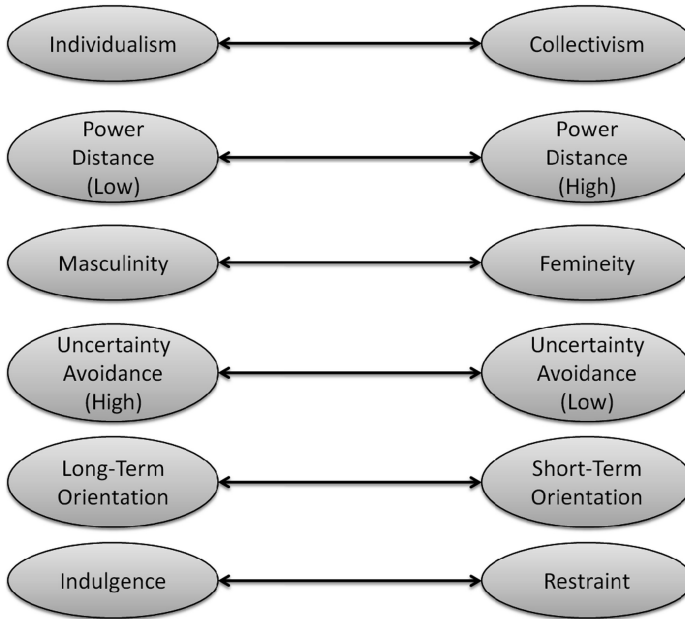 Individualism
Collectivism
Power
Distance
(Low)
Power
Distance
(High)
Masculinity
Femineity
Uncertainty
Avoidance
(High)
Uncertainty
Avoidance
(Low)
Long-Term
Orientation
Short-Term
Orientation
Indulgence
Restraint